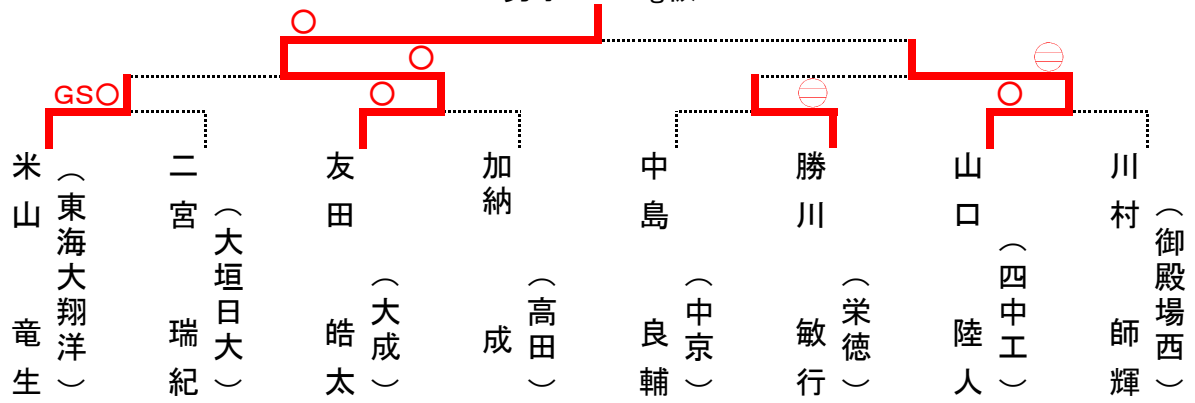 GS○
○
○
○
○
米山 竜生
（東海大翔洋）
二宮 瑞紀
（大垣日大）
友田 皓太
（大成）
加納 成
（高田）
中島 良輔
（中京）
勝川 敏行
（栄徳）
山口 陸人
（四中工）
川村 師輝
（御殿場西）